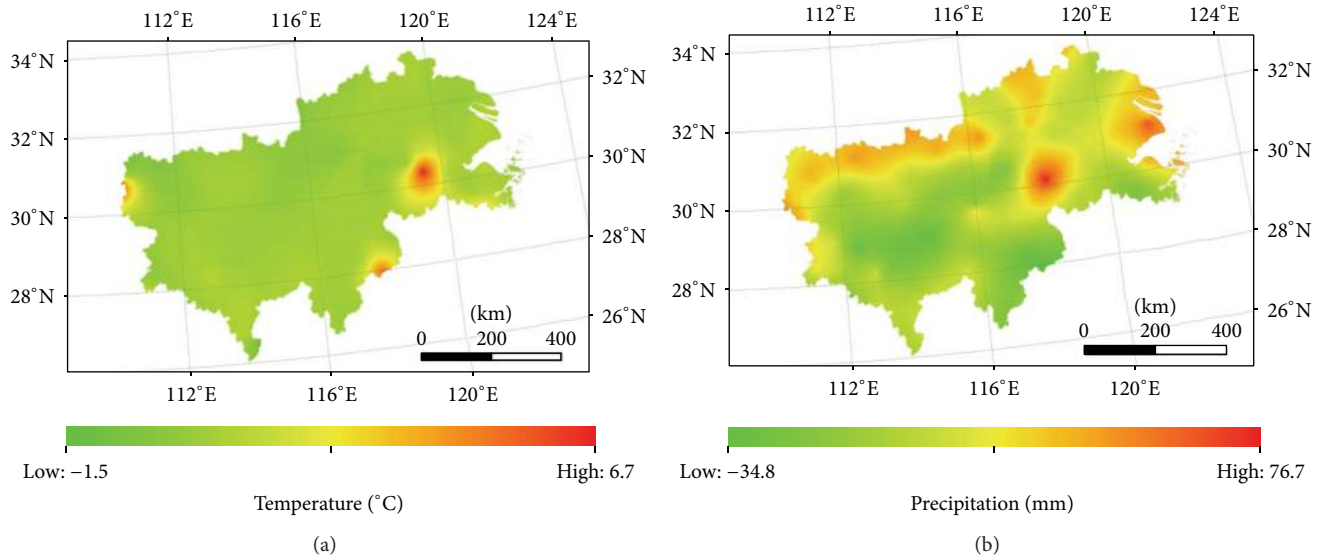 112°E 116°E 120°E 124°E
34°N
32°N
30°N
28°N
32°N
30°N
28°N
26°N
(km)
0 200 400
112°E 116°E 120°E
Low: −1.5 High: 6.7
Temperature (°C)
(a)
112°E 116°E 120°E 124°E
34°N
32°N
30°N
28°N
32°N
30°N
28°N
26°N
(km)
0 200 400
112°E 116°E 120°E
Low: −34.8 High: 76.7
Precipitation (mm)
(b)